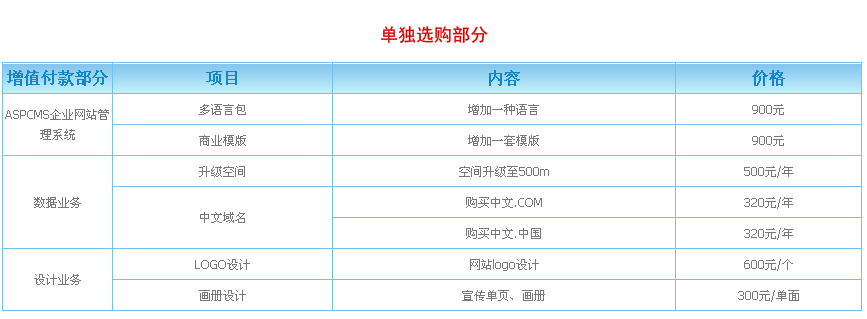 单独选购部分
增值付款部分 项目 内容 价格
ASPCMS企业网站管
理系统
多语言包 增加一种语言 900元
商业模版 增加一套模版 900元
数据业务
升级空间 空间升级至500m 500元/年
中文域名
购买中文.COM 320元/年
购买中文.中国 320元/年
设计业务
LOGO设计 网站logo设计 600元/个
画册设计 宣传单页、画册 300元/单面